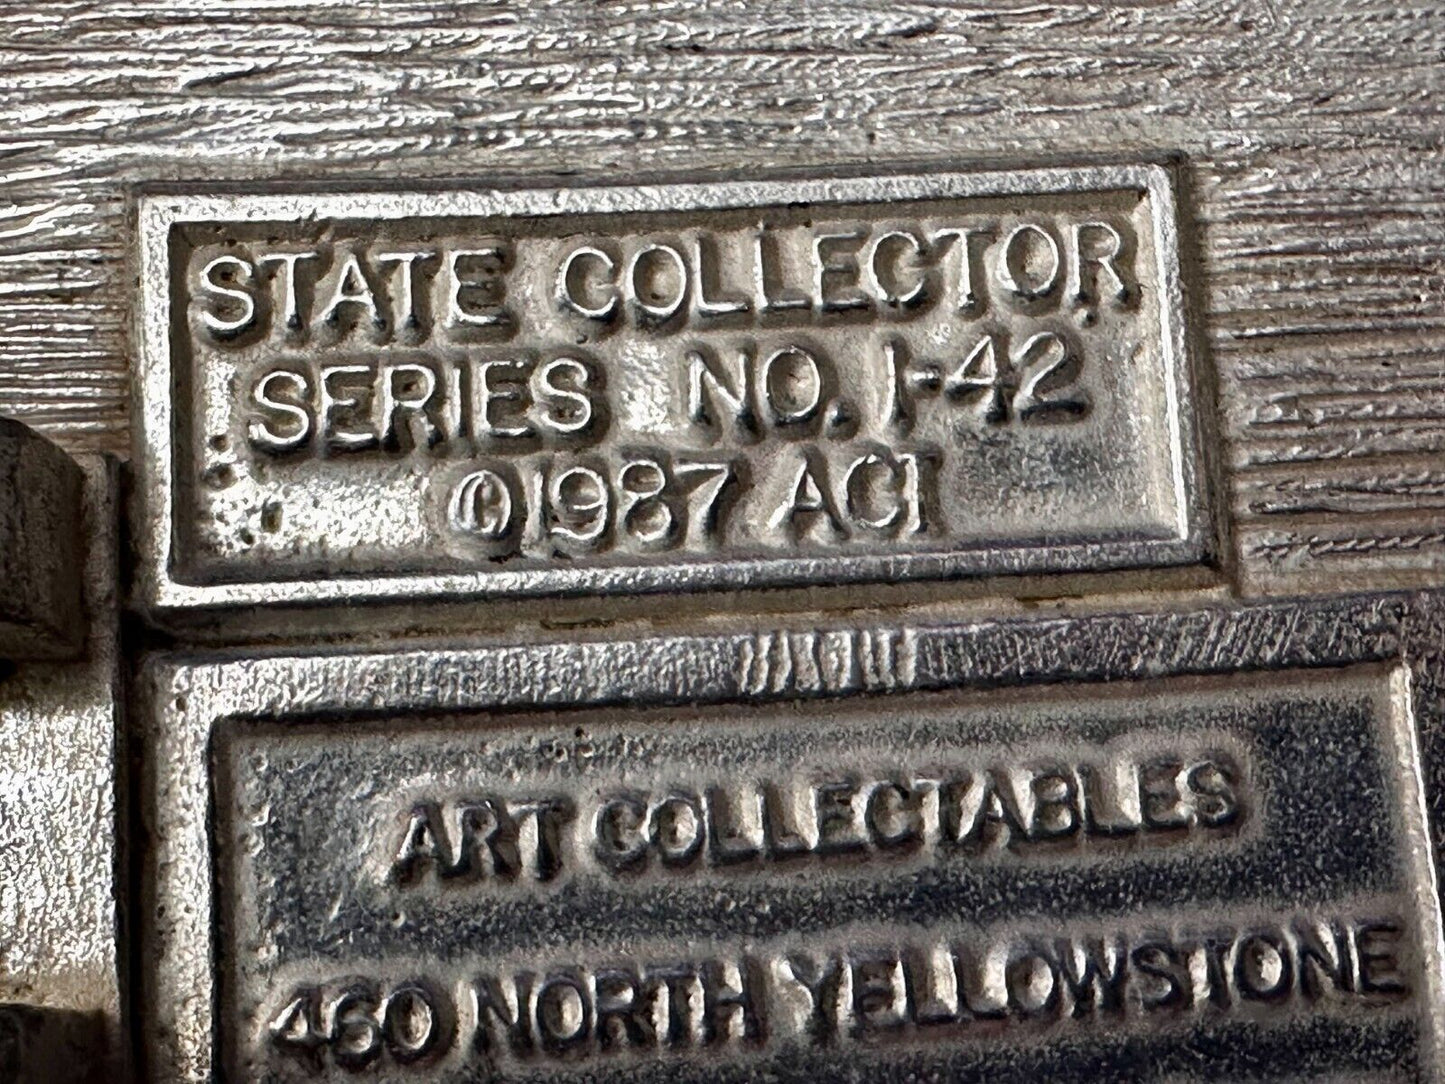 STATE COLLECTOR
SERIES NO. 1-42
©1987 ACI
ART COLLECTABLES
460 NORTH YELLOWSTONE